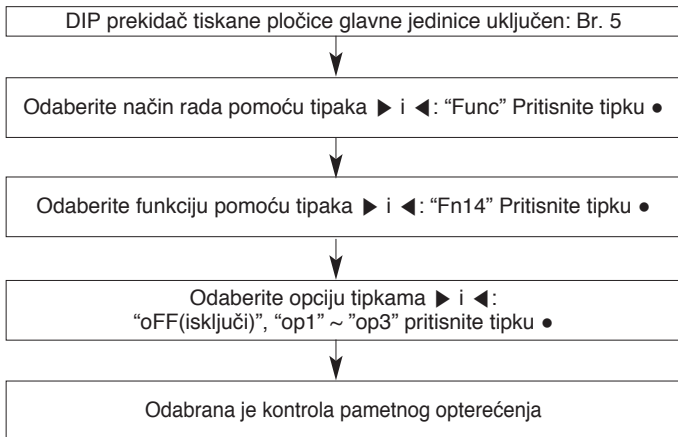 DIP prekidač tiskane pločice glavne jedinice uključen: Br. 5
Odaberite način rada pomoću tipaka ▶ i ◀: “Func” Pritisnite tipku ●
Odaberite funkciju pomoću tipaka ▶ i ◀: “Fn14” Pritisnite tipku ●
Odaberite opciju tipkama ▶ i ◀:
“oFF(isključi)”, “op1” ~ ”op3” pritisnite tipku ●
Odabrana je kontrola pametnog opterećenja